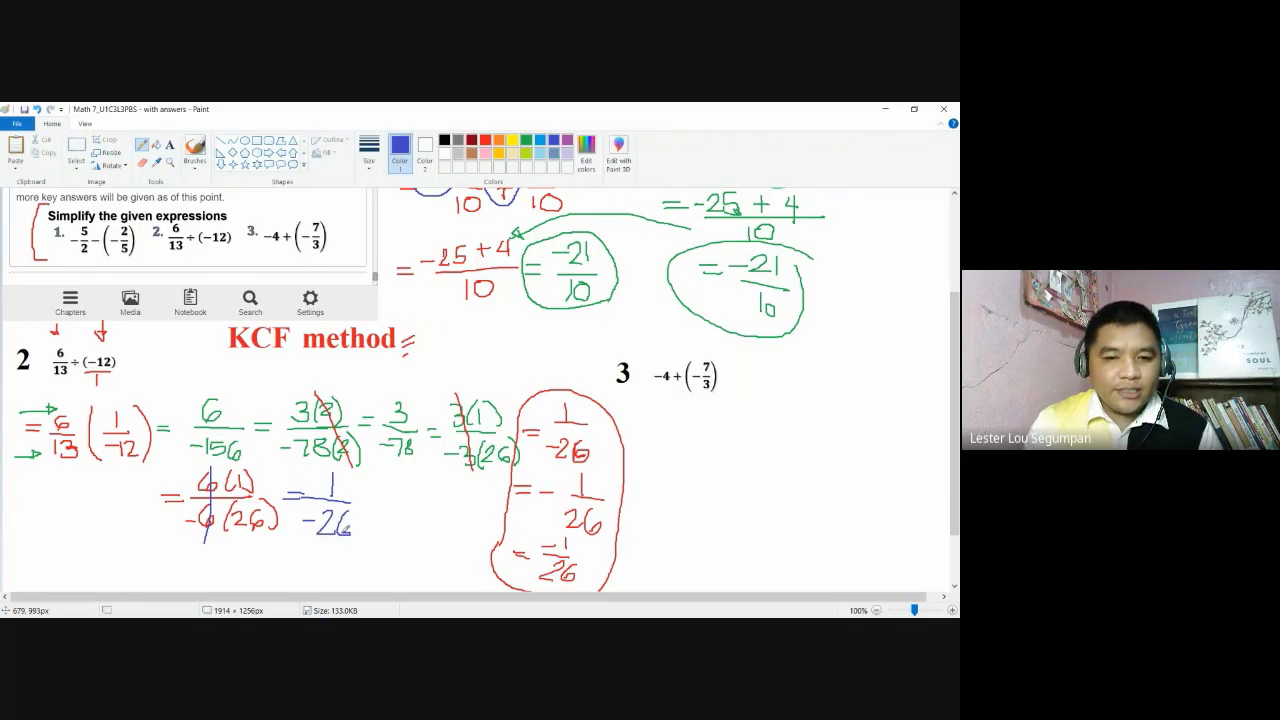 Math 7_U1C3L3PBS - with answers - Paint
File Home View
Paste Cut Copy Clipboard
Select Crop Resize Rotate Image
Tools
Brushes
Shapes Outline Fill
Size
Color 1 Color 2 Edit colors Colors
Edit with Paint 3D
more key answers will be given as of this point.
Simplify the given expressions
1. -5/2 - (-2/5) 2. 6/13 ÷ (-12) 3. -4 + (-7/3)
Menu Media Notebook Search Settings
10 10
= -25 + 4 / 10 = -21/10
= -25 + 4 / 10
= -21/10
KCF method
2 6/13 ÷ (-12)/1
= 6/13 (1/-12) = 6/-156 = 3(2)/-78(2) = 3/-78 = 3(1)/-3(26) = 1/-26
= 6(1)/-6(26) = 1/-26
= - 1/26
= -1/26
3 -4 + (-7/3)
Lester Lou Segumpan
SOUL
679, 993px 1914 × 1256px Size: 133.0KB 100%